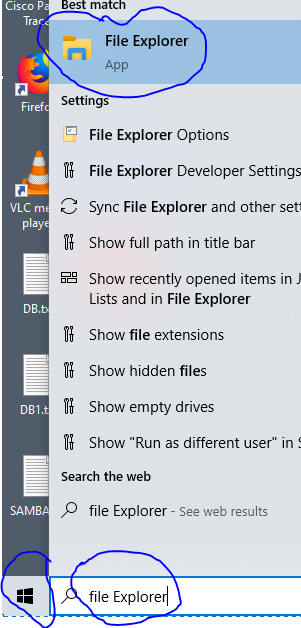 Best match
File Explorer
App
Settings
File Explorer Options
File Explorer Developer Settings
Sync File Explorer and other sett
Show full path in title bar
Show recently opened items in J
Lists and in File Explorer
Show file extensions
Show hidden files
Show empty drives
Show "Run as different user" in S
Search the web
file Explorer - See web results
file Explorer
Cisco Pa
Trace
Firefo
VLC me
playe
DB.tx
DB1.t
SAMBA